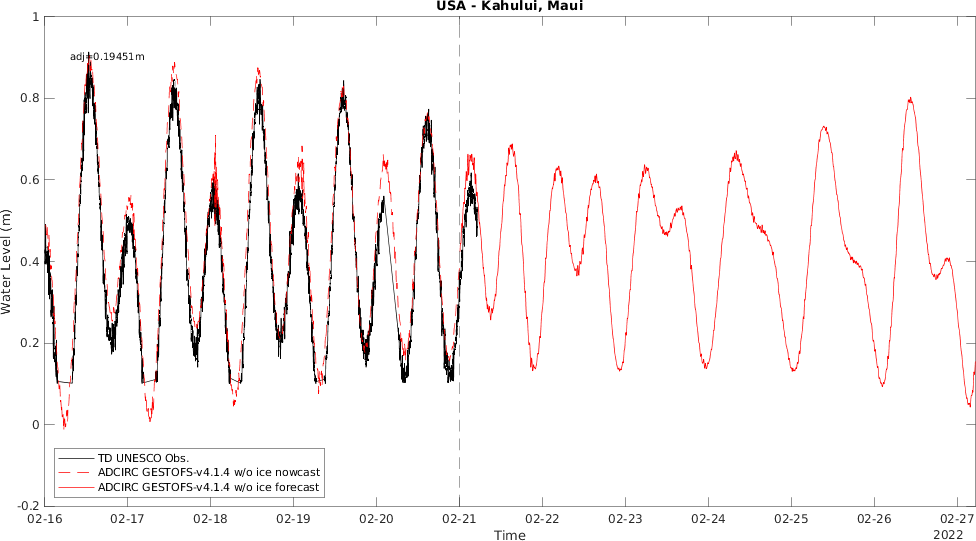 USA - Kahului, Maui
1
adj=0.19451m
0.8
0.6
Water Level (m)
0.4
0.2
0
-0.2
TD UNESCO Obs.
ADCIRC GESTOFS-v4.1.4 w/o ice nowcast
ADCIRC GESTOFS-v4.1.4 w/o ice forecast
02-16 02-17 02-18 02-19 02-20 02-21 02-22 02-23 02-24 02-25 02-26 02-27
Time
2022